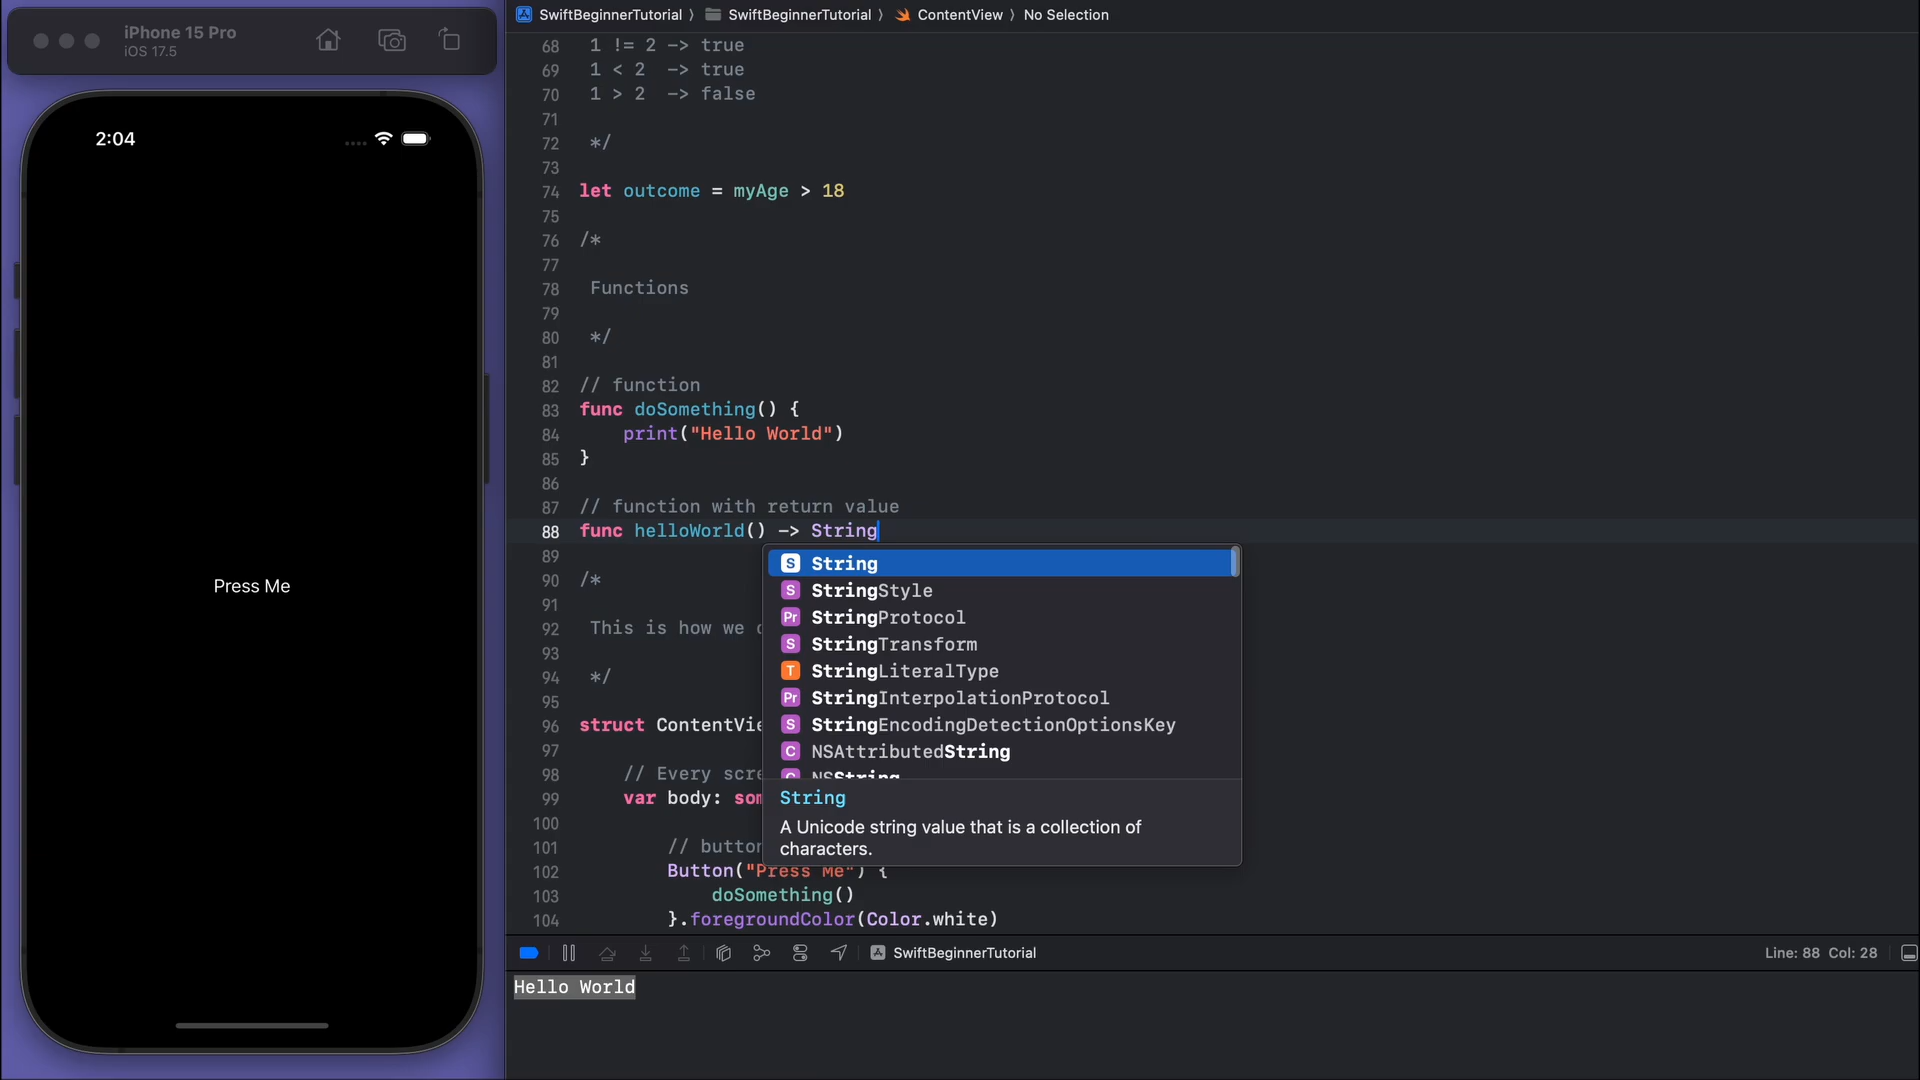 iPhone 15 Pro
iOS 17.5
2:04
Press Me
SwiftBeginnerTutorial 〉 SwiftBeginnerTutorial 〉 ContentView 〉 No Selection
68 1 != 2 -> true
69 1 < 2 -> true
70 1 > 2 -> false
71
72 */
73
74 let outcome = myAge > 18
75
76 /*
77
78 Functions
79
80 */
81
82 // function
83 func doSomething() {
84 print("Hello World")
85 }
86
87 // function with return value
88 func helloWorld() -> String
89
90 /*
91
92 This is how we
93
94 */
95
96 struct ContentVie
97
98 // Every scre
99 var body: som
100
101 // button
102 Button("Press Me") {
103 doSomething()
104 }.foregroundColor(Color.white)
S String
S StringStyle
Pr StringProtocol
S StringTransform
T StringLiteralType
Pr StringInterpolationProtocol
S StringEncodingDetectionOptionsKey
C NSAttributedString
C NSString
String
A Unicode string value that is a collection of
characters.
SwiftBeginnerTutorial
Line: 88 Col: 28
Hello World